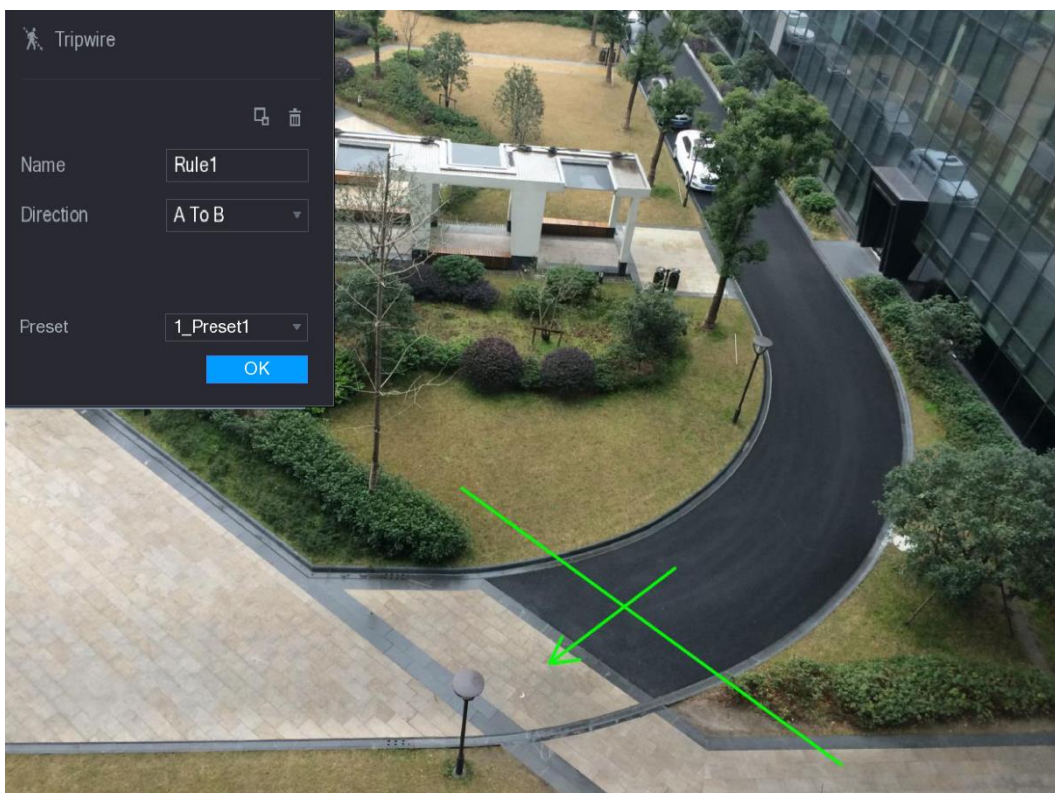 Tripwire
Name Rule1
Direction A To B
Preset 1_Preset1
OK